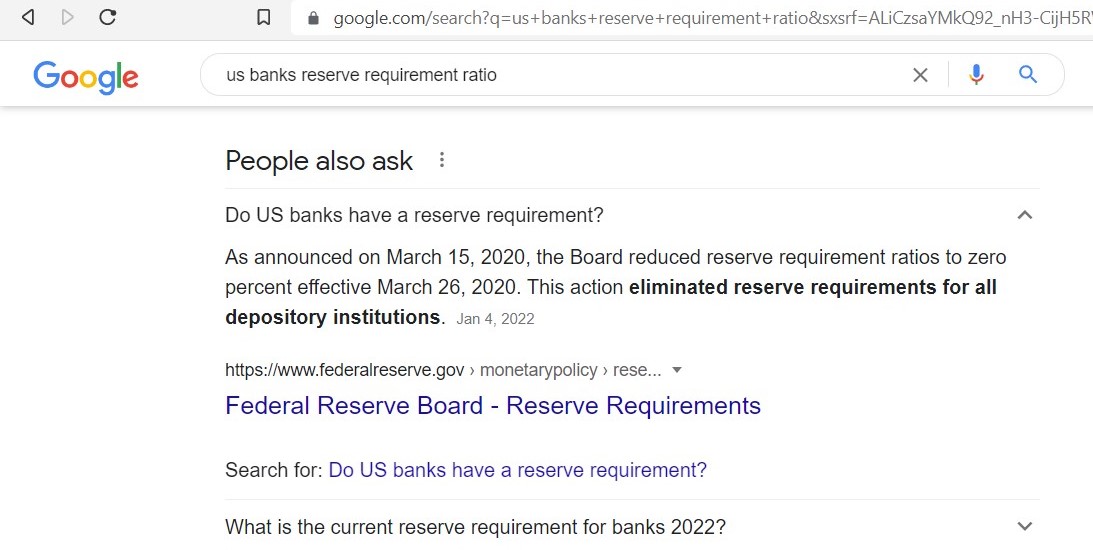 google.com/search?q=us+banks+reserve+requirement+ratio&sxsrf=ALiCzsaYMkQ92_nH3-CijH5R
Google
us banks reserve requirement ratio
People also ask
Do US banks have a reserve requirement?
As announced on March 15, 2020, the Board reduced reserve requirement ratios to zero
percent effective March 26, 2020. This action eliminated reserve requirements for all
depository institutions. Jan 4, 2022
https://www.federalreserve.gov › monetarypolicy › rese...
Federal Reserve Board - Reserve Requirements
Search for: Do US banks have a reserve requirement?
What is the current reserve requirement for banks 2022?